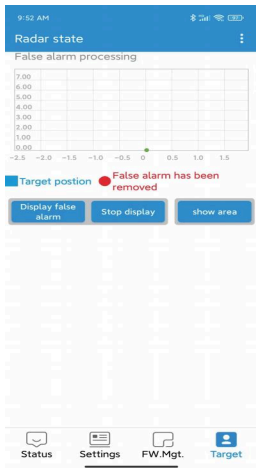 9:52 AM
Radar state
False alarm processing
7.00
6.00
5.00
4.00
3.00
2.00
1.00
0.00
-2.5 -2.0 -1.5 -1.0 -0.5 0 0.5 1.0 1.5
Target postion
False alarm has been
removed
Display false
alarm
Stop display
show area
Status Settings FW.Mgt. Target